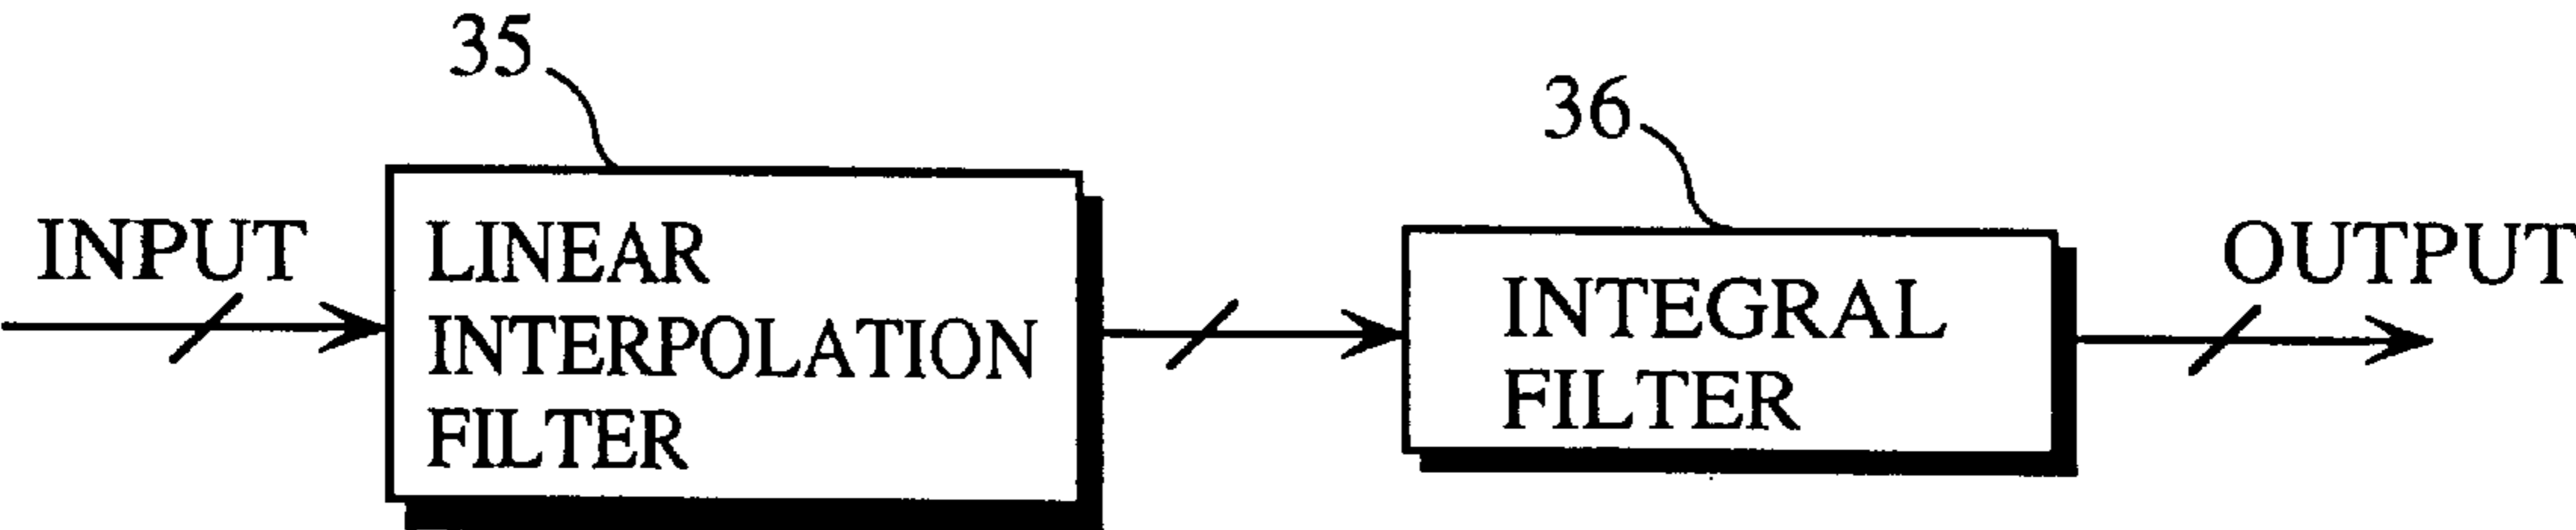 35
36
INPUT
LINEAR
INTERPOLATION
FILTER
INTEGRAL
FILTER
OUTPUT